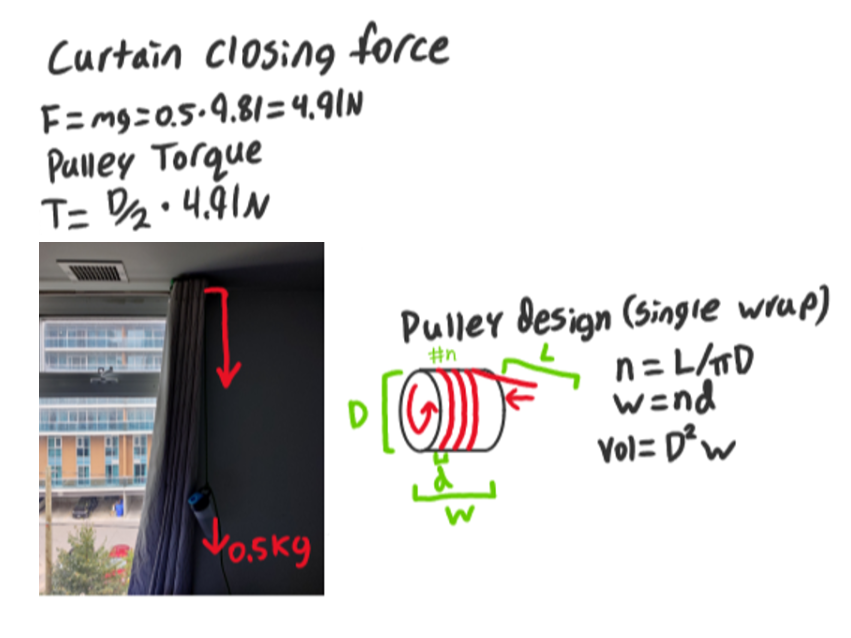 Curtain closing force
F=mg=0.5·9.81=4.91N
Pulley Torque
T= D/2 · 4.91N
0.5Kg
Pulley design (single wrap)
#n
L
D
d
w
n=L/πD
w=nd
Vol=D²w